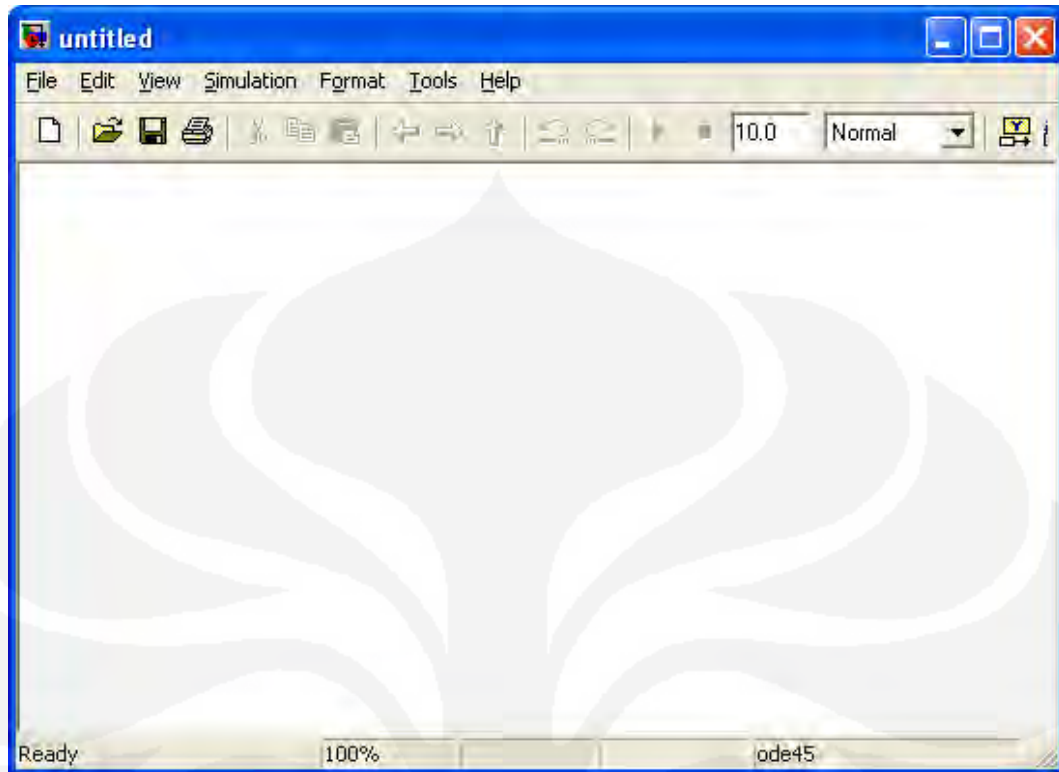 untitled
File Edit View Simulation Format Tools Help
10.0 Normal
Ready 100% ode45